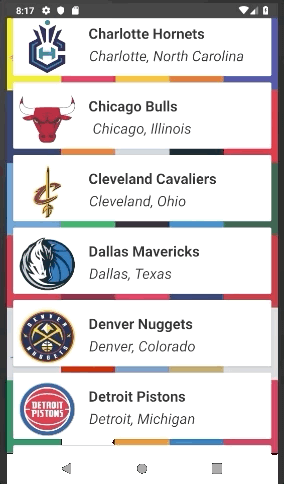 8:17
Charlotte Hornets
Charlotte, North Carolina
Chicago Bulls
Chicago, Illinois
Cleveland Cavaliers
Cleveland, Ohio
Dallas Mavericks
Dallas, Texas
DENVER
NUGGETS
Denver Nuggets
Denver, Colorado
DETROIT
PISTONS
Detroit Pistons
Detroit, Michigan